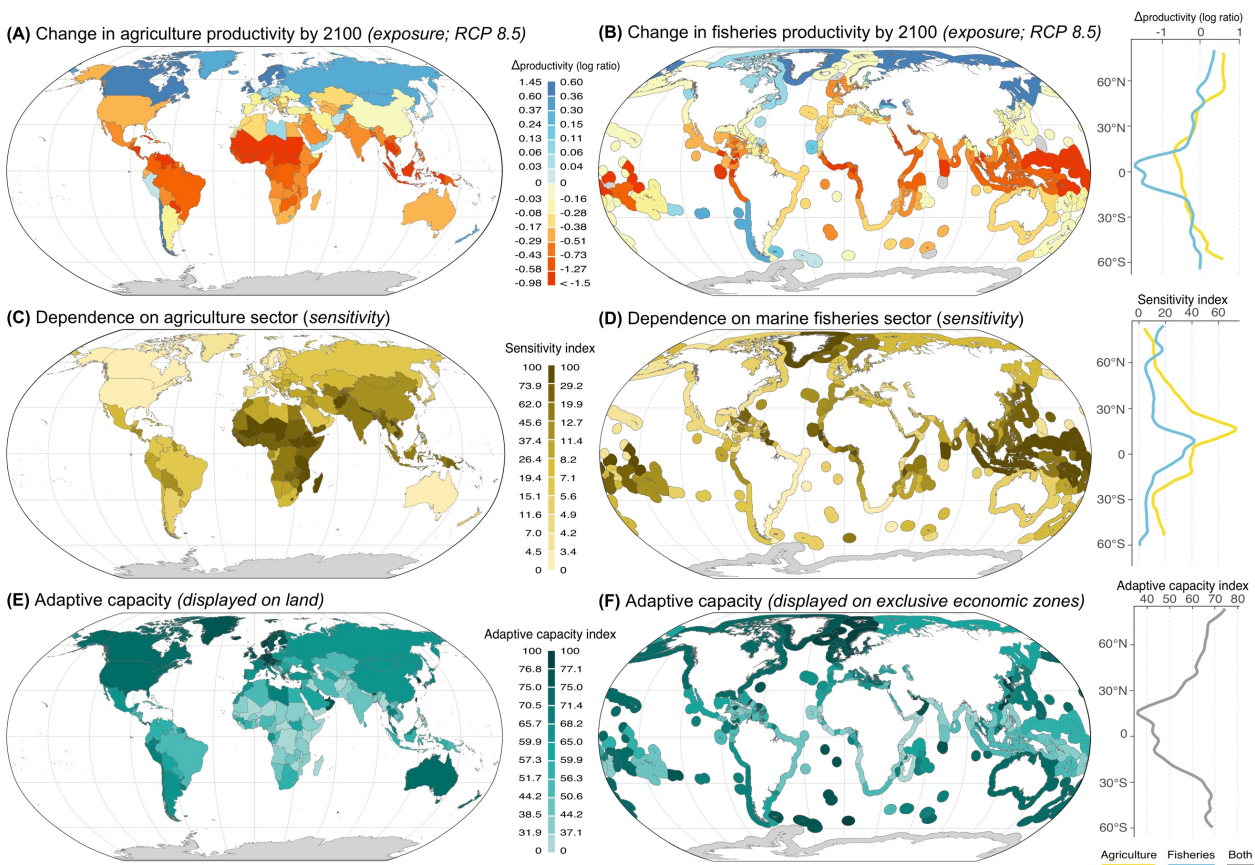 (A) Change in agriculture productivity by 2100 (exposure; RCP 8.5)
Δproductivity (log ratio)
1.45 0.60
0.60 0.36
0.37 0.30
0.24 0.21
0.13 0.15
0.06 0.11
0.06 0.03
0.03 0.04
0 0
-0.03 -0.16
-0.08 -0.28
-0.17 -0.38
-0.29 -0.51
-0.43 -0.73
-0.58 -1.27
-0.98 < -1.5
(B) Change in fisheries productivity by 2100 (exposure; RCP 8.5)
Δproductivity (log ratio)
-1 0 1
60°N
30°N
0
30°S
60°S
(C) Dependence on agriculture sector (sensitivity)
Sensitivity index
100 100
73.9 29.2
62.0 19.9
45.6 12.7
37.4 11.4
26.4 8.2
19.4 7.1
15.1 5.6
11.6 4.9
7.0 4.9
4.5 3.4
0 0
(D) Dependence on marine fisheries sector (sensitivity)
Sensitivity index
0 20 40 60
60°N
30°N
0
30°S
60°S
(E) Adaptive capacity (displayed on land)
Adaptive capacity index
100 100
76.8 77.1
75.0 75.0
70.5 71.4
65.7 68.2
59.9 65.0
57.3 59.9
51.7 56.3
44.2 50.6
38.5 44.2
31.9 37.1
0 0
(F) Adaptive capacity (displayed on exclusive economic zones)
Adaptive capacity index
40 50 60 70 80
60°N
30°N
0
30°S
60°S
Agriculture Fisheries Both